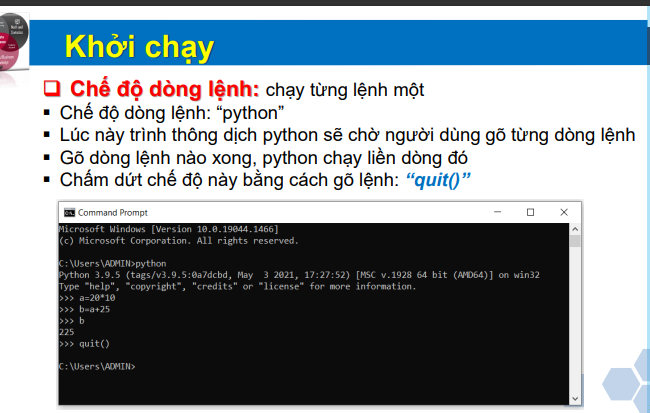 Khởi chạy
❑ Chế độ dòng lệnh: chạy từng lệnh một
▪ Chế độ dòng lệnh: “python”
▪ Lúc này trình thông dịch python sẽ chờ người dùng gõ từng dòng lệnh
▪ Gõ dòng lệnh nào xong, python chạy liền dòng đó
▪ Chấm dứt chế độ này bằng cách gõ lệnh: “quit()”
Command Prompt
Microsoft Windows [Version 10.0.19044.1466]
(c) Microsoft Corporation. All rights reserved.
C:\Users\ADMIN>python
Python 3.9.5 (tags/v3.9.5:0a7dcbd, May  3 2021, 17:27:52) [MSC v.1928 64 bit (AMD64)] on win32
Type "help", "copyright", "credits" or "license" for more information.
>>> a=20*10
>>> b=a+25
>>> b
225
>>> quit()
C:\Users\ADMIN>